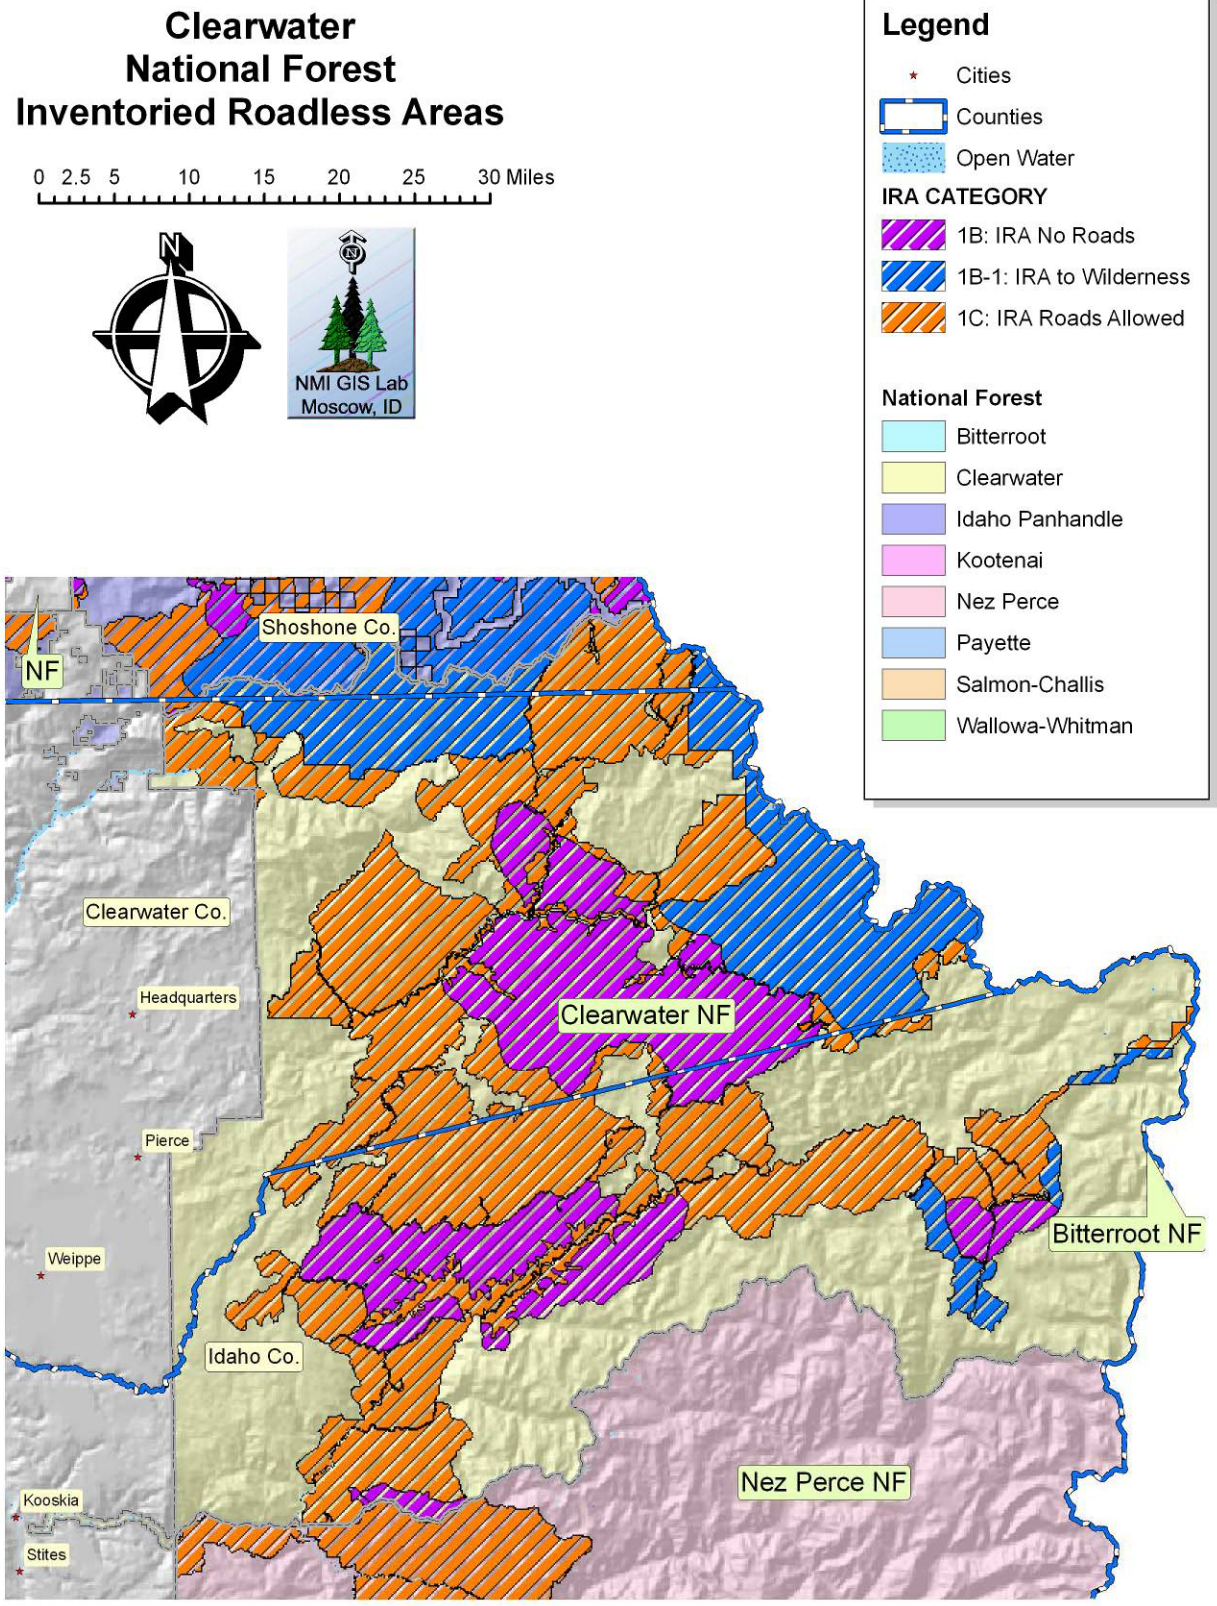 Clearwater
National Forest
Inventoried Roadless Areas
0 2.5 5 10 15 20 25 30 Miles
N
N
NMI GIS Lab
Moscow, ID
Legend
Cities
Counties
Open Water
IRA CATEGORY
1B: IRA No Roads
1B-1: IRA to Wilderness
1C: IRA Roads Allowed
National Forest
Bitterroot
Clearwater
Idaho Panhandle
Kootenai
Nez Perce
Payette
Salmon-Challis
Wallowa-Whitman
Shoshone Co.
NF
Clearwater Co.
Headquarters
Clearwater NF
Pierce
Bitterroot NF
Weippe
Idaho Co.
Nez Perce NF
Kooskia
Stites